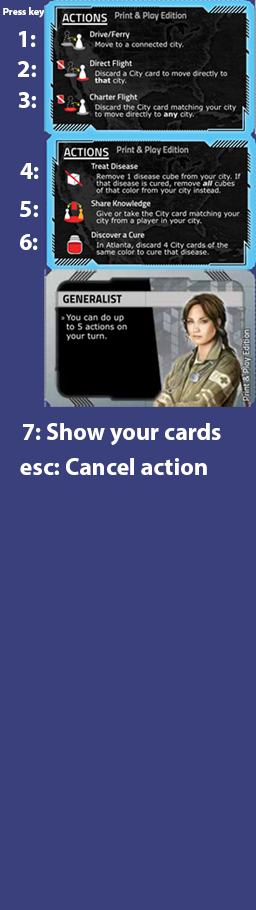 Press key
ACTIONS Print & Play Edition
1: Drive/Ferry
Move to a connected city.
2: Direct Flight
Discard a City card to move directly to
that city.
3: Charter Flight
Discard the City card matching your city
to move directly to any city.
ACTIONS Print & Play Edition
4: Treat Disease
Remove 1 disease cube from your city. If
that disease is cured, remove all cubes
of that color from your city instead.
5: Share Knowledge
Give or take the City card matching your
city from a player in your city.
6: Discover a Cure
In Atlanta, discard 4 City cards of the
same color to cure that disease.
GENERALIST
» You can do up
to 5 actions on
your turn.
Print & Play Edition
7: Show your cards
esc: Cancel action